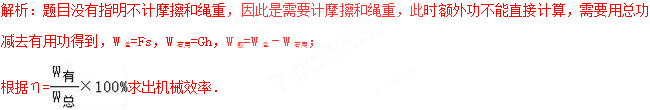 解析：题目没有指明不计摩擦和绳重，因此是需要计摩擦和绳重，此时额外功不能直接计算，需要用总功
减去有用功得到，W总=Fs，W有用=Gh，W额=W总－W有用；
根据η=W有/W总×100%求出机械效率．